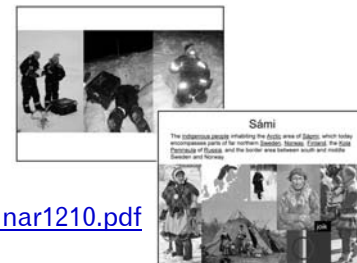 Sámi
The indigenous people inhabiting the Arctic area of Sápmi, which today
encompasses parts of far northern Sweden, Norway, Finland, the Kola
Peninsula of Russia, and the border area between south and middle
Sweden and Norway.
nar1210.pdf